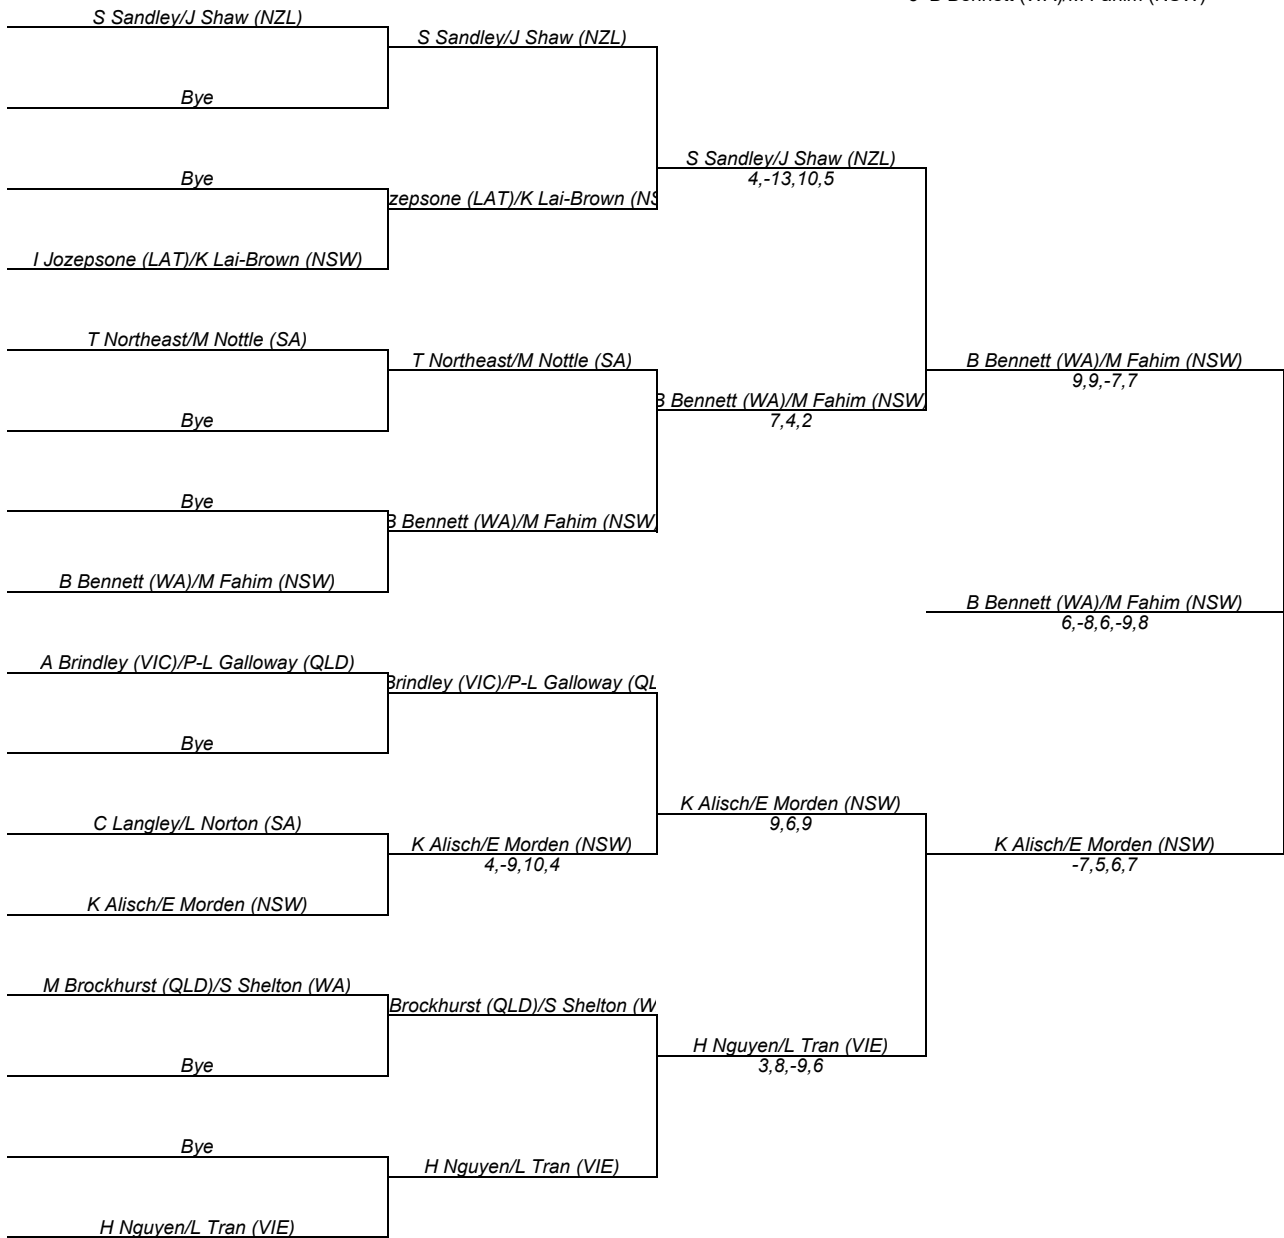 B Bennett (WA)/M Fahim (NSW)
S Sandley/J Shaw (NZL)
S Sandley/J Shaw (NZL)
Bye
S Sandley/J Shaw (NZL)
4,-13,10,5
Bye
zepsone (LAT)/K Lai-Brown (NS
I Jozepsone (LAT)/K Lai-Brown (NSW)
T Northeast/M Nottle (SA)
T Northeast/M Nottle (SA)
B Bennett (WA)/M Fahim (NSW)
9,9,-7,7
B Bennett (WA)/M Fahim (NSW)
7,4,2
Bye
Bye
B Bennett (WA)/M Fahim (NSW)
B Bennett (WA)/M Fahim (NSW)
B Bennett (WA)/M Fahim (NSW)
6,-8,6,-9,8
A Brindley (VIC)/P-L Galloway (QLD)
Brindley (VIC)/P-L Galloway (QL
Bye
K Alisch/E Morden (NSW)
9,6,9
C Langley/L Norton (SA)
K Alisch/E Morden (NSW)
4,-9,10,4
K Alisch/E Morden (NSW)
-7,5,6,7
K Alisch/E Morden (NSW)
M Brockhurst (QLD)/S Shelton (WA)
Brockhurst (QLD)/S Shelton (W
H Nguyen/L Tran (VIE)
3,8,-9,6
Bye
Bye
H Nguyen/L Tran (VIE)
H Nguyen/L Tran (VIE)